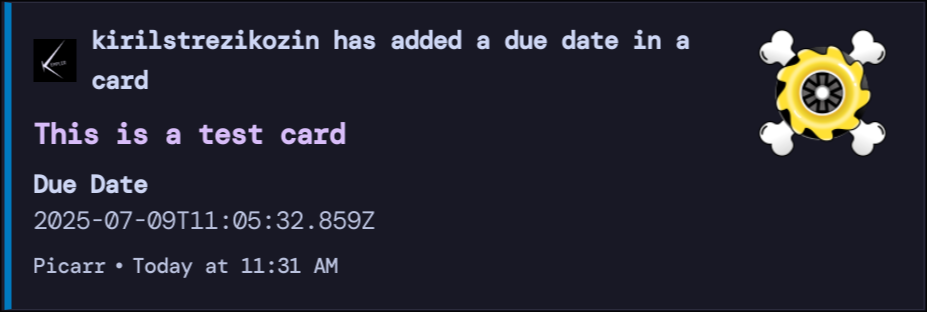 kirilstrezikozin has added a due date in a
card
This is a test card
Due Date
2025-07-09T11:05:32.859Z
Picarr • Today at 11:31 AM